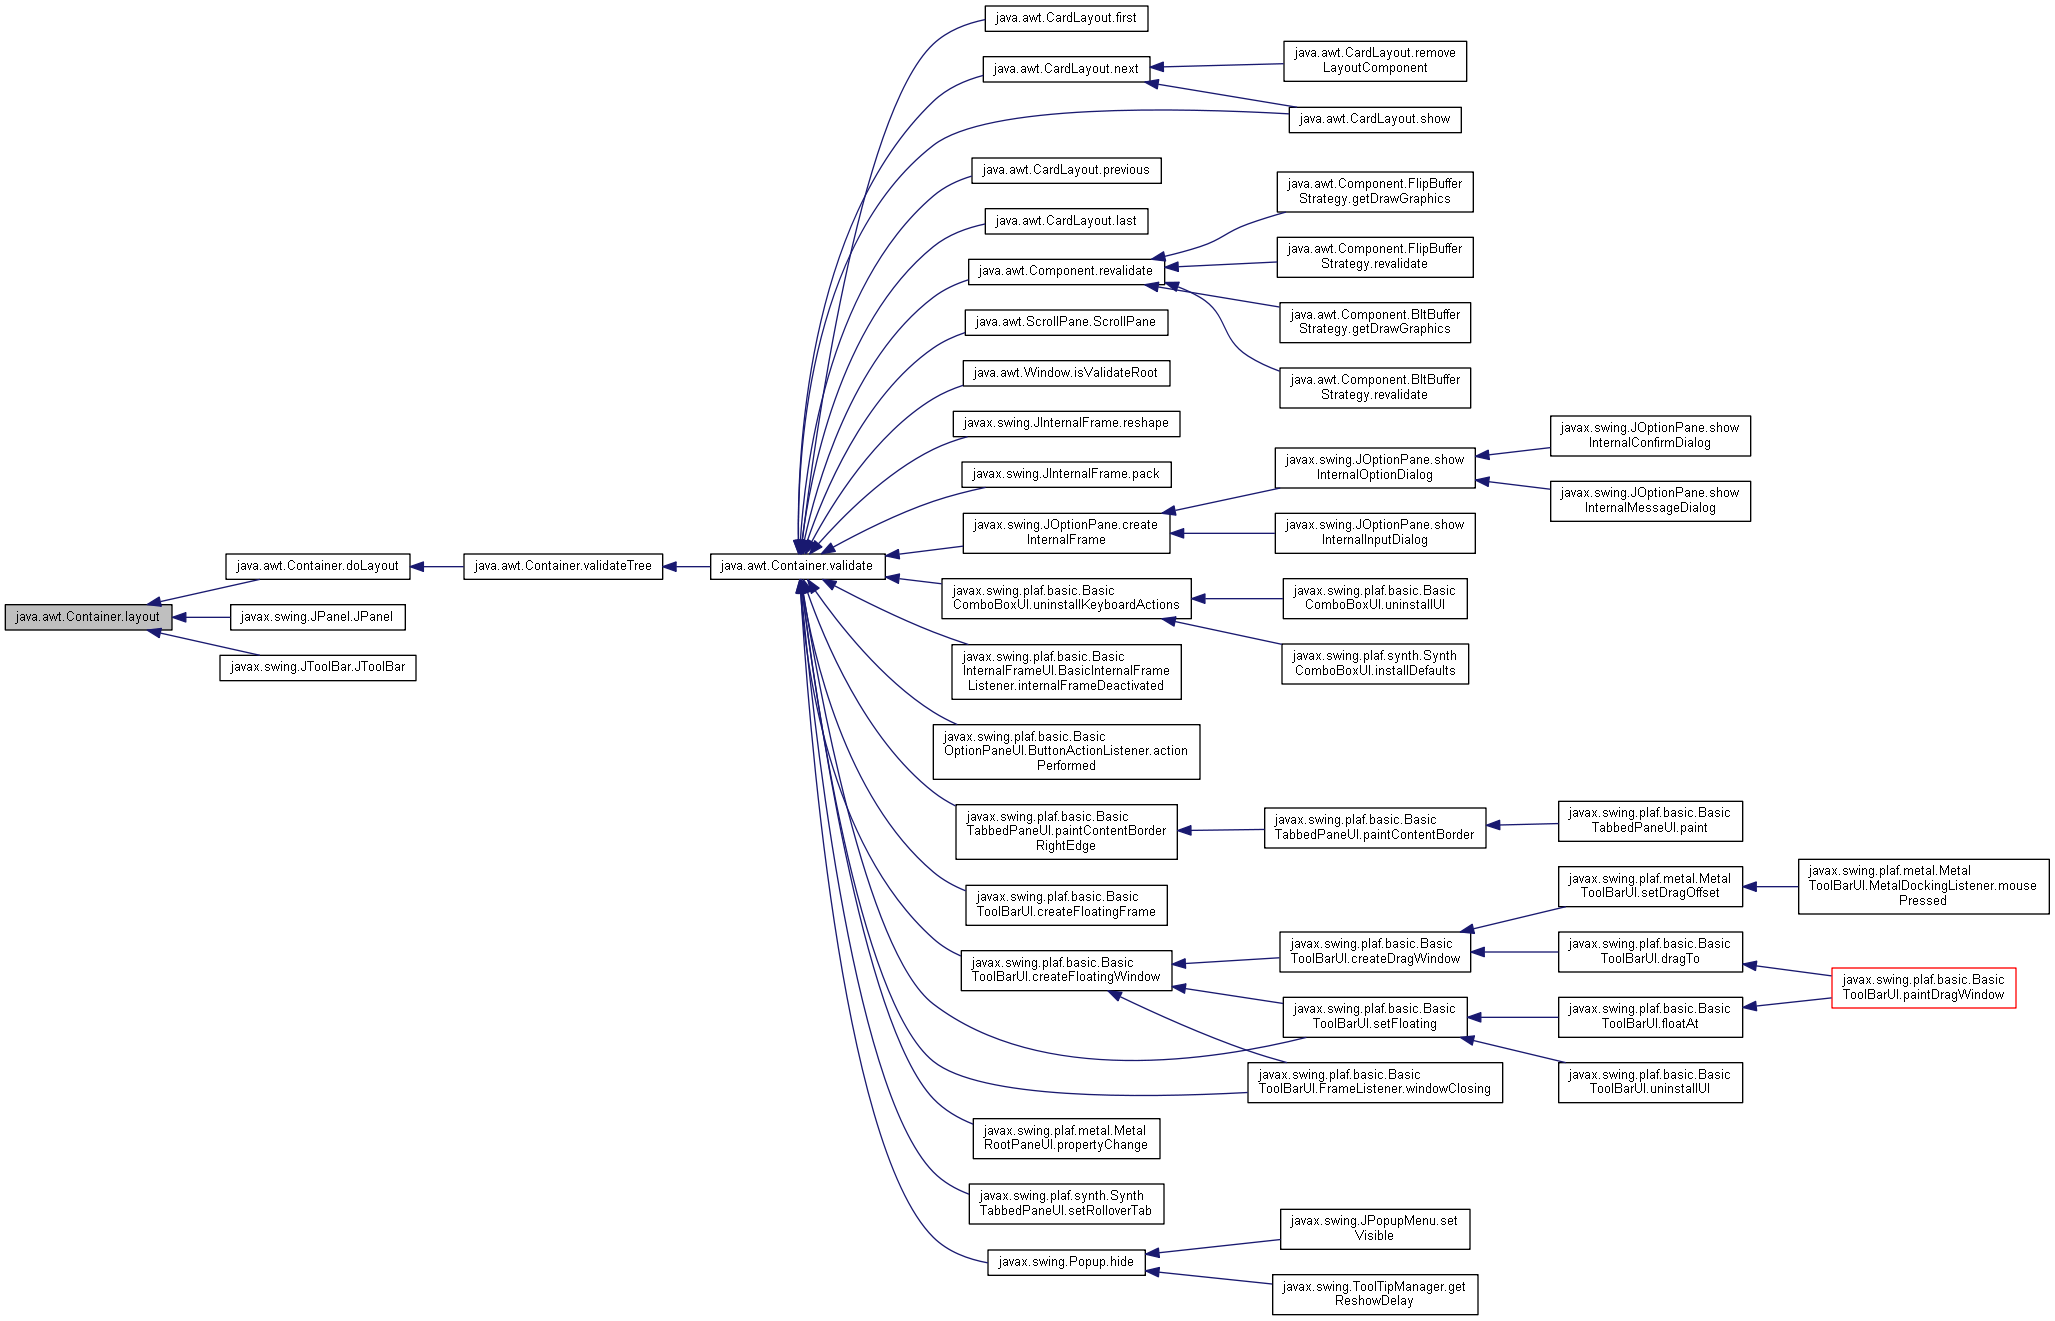 java.awt.Container.layout
java.awt.Container.doLayout
javax.swing.JPanel.JPanel
javax.swing.JToolBar.JToolBar
java.awt.Container.validateTree
java.awt.Container.validate
java.awt.CardLayout.first
java.awt.CardLayout.next
java.awt.CardLayout.remove
LayoutComponent
java.awt.CardLayout.show
java.awt.CardLayout.previous
java.awt.CardLayout.last
java.awt.Component.revalidate
java.awt.Component.FlipBuffer
Strategy.getDrawGraphics
java.awt.Component.FlipBuffer
Strategy.revalidate
java.awt.Component.BltBuffer
Strategy.getDrawGraphics
java.awt.Component.BltBuffer
Strategy.revalidate
java.awt.ScrollPane.ScrollPane
java.awt.Window.isValidateRoot
javax.swing.JInternalFrame.reshape
javax.swing.JInternalFrame.pack
javax.swing.JOptionPane.create
InternalFrame
javax.swing.JOptionPane.show
InternalOptionDialog
javax.swing.JOptionPane.show
InternalConfirmDialog
javax.swing.JOptionPane.show
InternalMessageDialog
javax.swing.JOptionPane.show
InternalInputDialog
javax.swing.plaf.basic.Basic
ComboBoxUI.uninstallKeyboardActions
javax.swing.plaf.basic.Basic
ComboBoxUI.uninstallUI
javax.swing.plaf.synth.Synth
ComboBoxUI.installDefaults
javax.swing.plaf.basic.Basic
InternalFrameUI.BasicInternalFrame
Listener.internalFrameDeactivated
javax.swing.plaf.basic.Basic
OptionPaneUI.ButtonActionListener.action
Performed
javax.swing.plaf.basic.Basic
TabbedPaneUI.paintContentBorder
RightEdge
javax.swing.plaf.basic.Basic
TabbedPaneUI.paintContentBorder
javax.swing.plaf.basic.Basic
TabbedPaneUI.paint
javax.swing.plaf.basic.Basic
ToolBarUI.createFloatingFrame
javax.swing.plaf.basic.Basic
ToolBarUI.createFloatingWindow
javax.swing.plaf.basic.Basic
ToolBarUI.createDragWindow
javax.swing.plaf.metal.Metal
ToolBarUI.setDragOffset
javax.swing.plaf.metal.Metal
ToolBarUI.MetalDockingListener.mouse
Pressed
javax.swing.plaf.basic.Basic
ToolBarUI.dragTo
javax.swing.plaf.basic.Basic
ToolBarUI.paintDragWindow
javax.swing.plaf.basic.Basic
ToolBarUI.setFloating
javax.swing.plaf.basic.Basic
ToolBarUI.floatAt
javax.swing.plaf.basic.Basic
ToolBarUI.uninstallUI
javax.swing.plaf.basic.Basic
ToolBarUI.FrameListener.windowClosing
javax.swing.plaf.metal.Metal
RootPaneUI.propertyChange
javax.swing.plaf.synth.Synth
TabbedPaneUI.setRolloverTab
javax.swing.Popup.hide
javax.swing.JPopupMenu.set
Visible
javax.swing.ToolTipManager.get
ReshowDelay